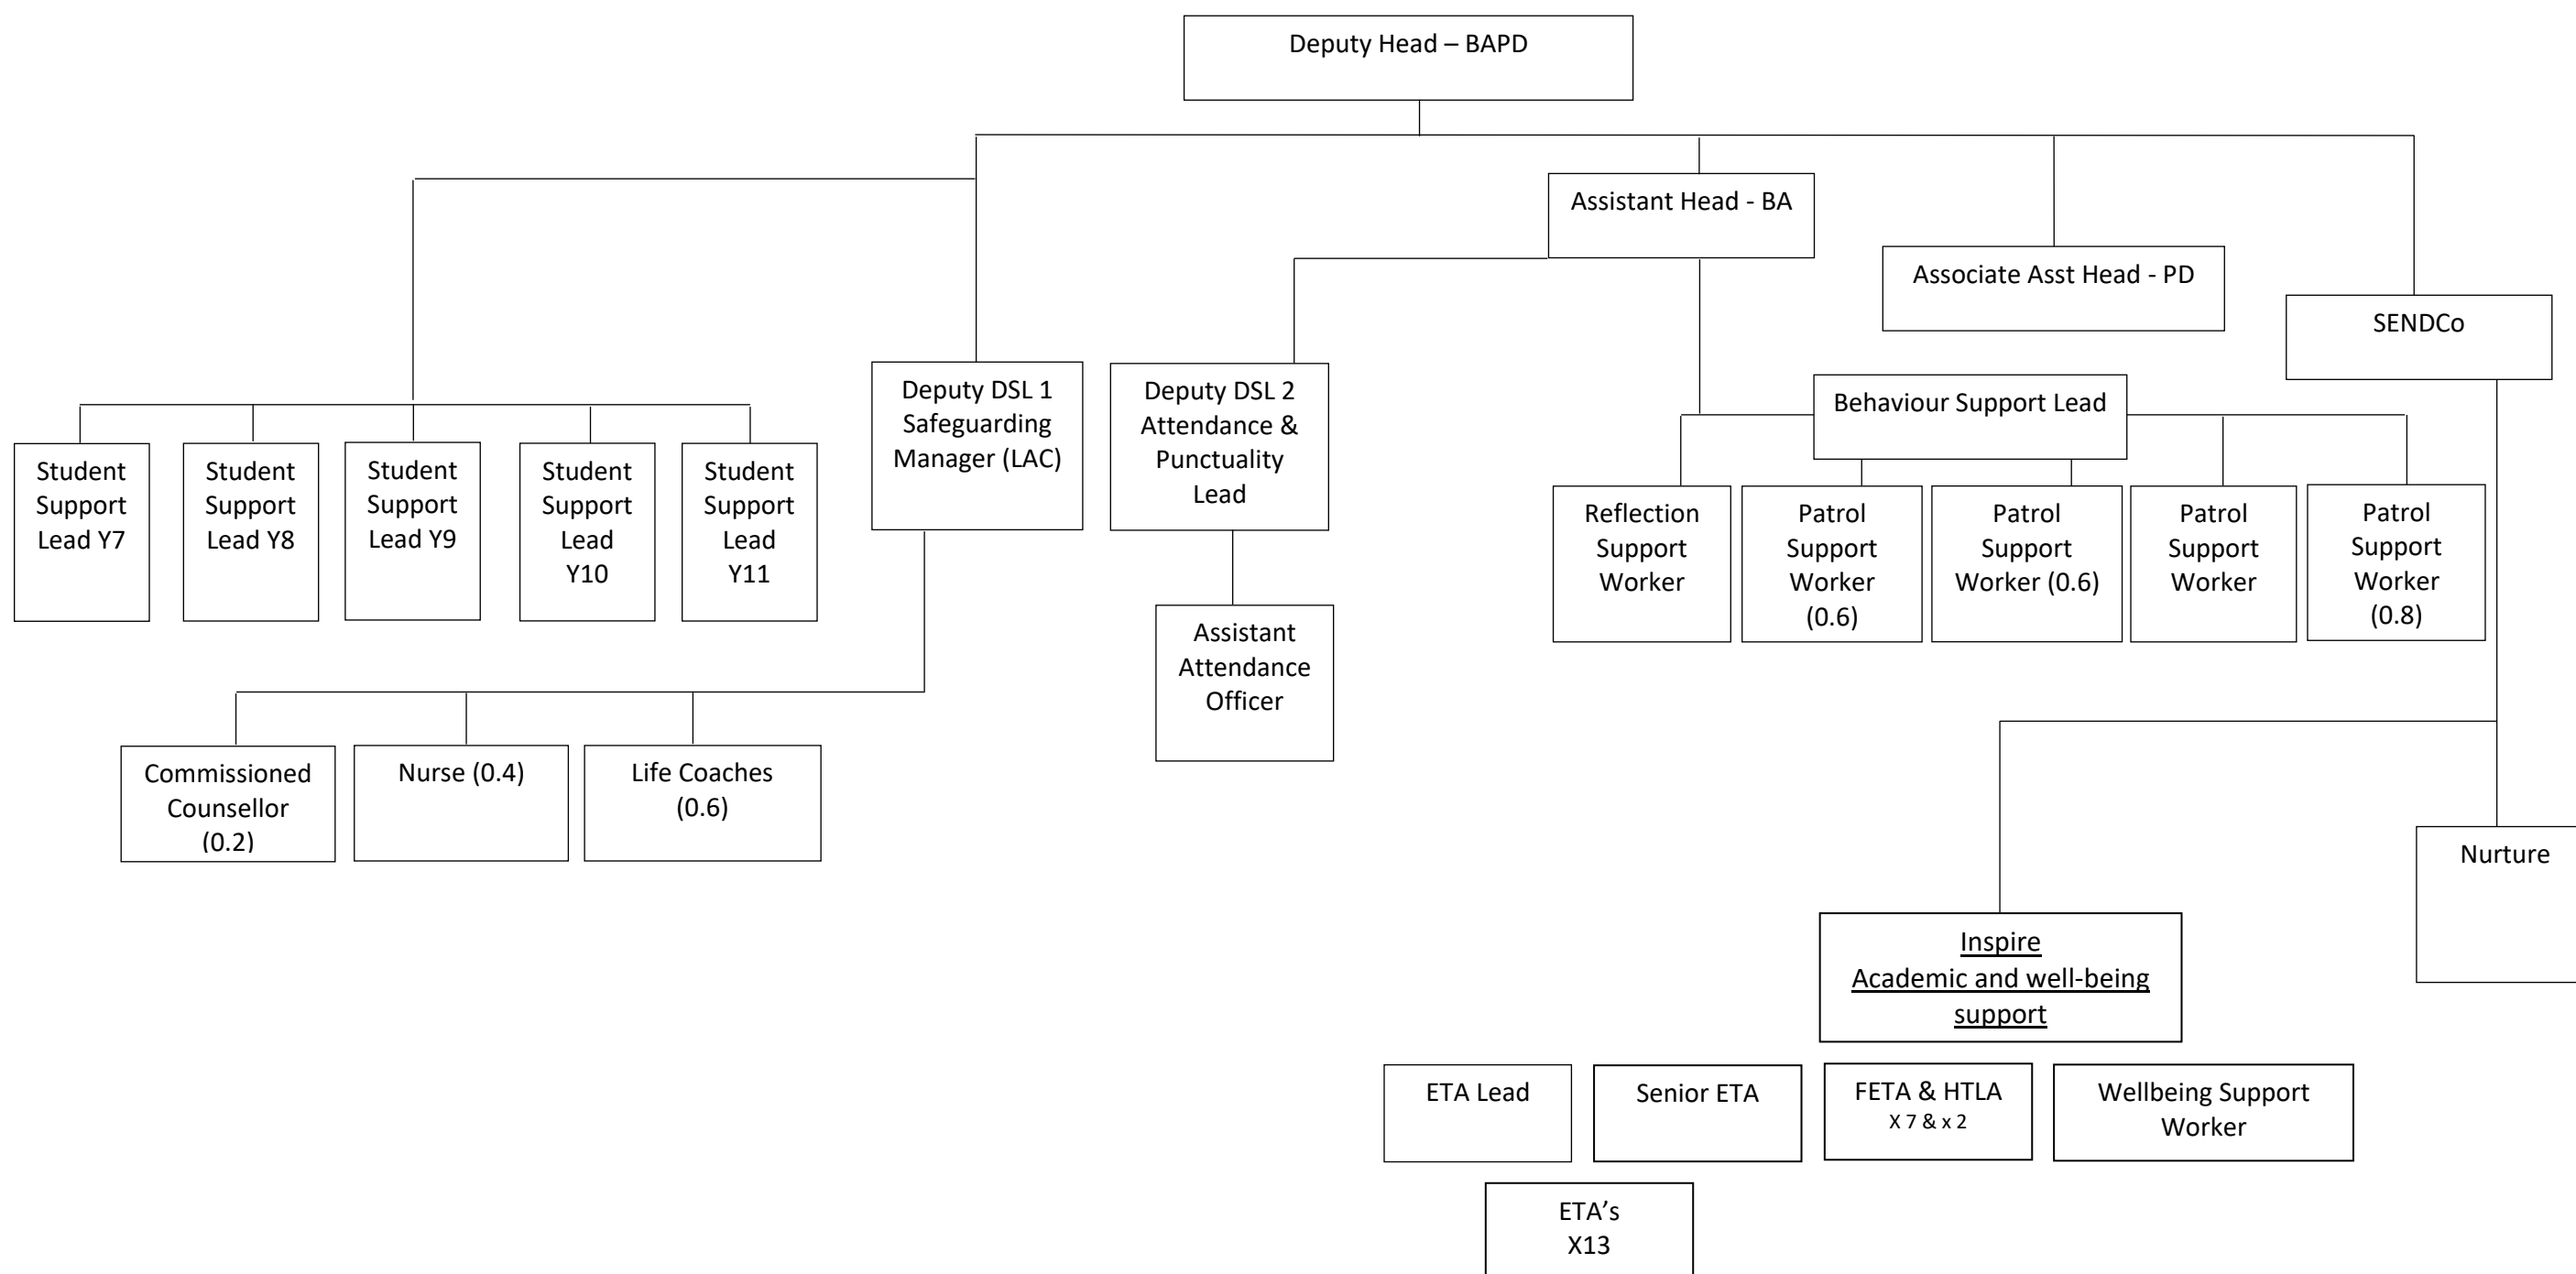 Deputy Head – BAPD
Assistant Head - BA
Associate Asst Head - PD
SENDCo
Deputy DSL 1
Safeguarding
Manager (LAC)
Deputy DSL 2
Attendance &
Punctuality
Lead
Behaviour Support Lead
Student
Support
Lead Y7
Student
Support
Lead Y8
Student
Support
Lead Y9
Student
Support
Lead
Y10
Student
Support
Lead
Y11
Reflection
Support
Worker
Patrol
Support
Worker
(0.6)
Patrol
Support
Worker (0.6)
Patrol
Support
Worker
Patrol
Support
Worker
(0.8)
Assistant
Attendance
Officer
Commissioned
Counsellor
(0.2)
Nurse (0.4)
Life Coaches
(0.6)
Nurture
Inspire
Academic and well-being
support
ETA Lead
Senior ETA
FETA & HTLA
X 7 & x 2
Wellbeing Support
Worker
ETA’s
X13